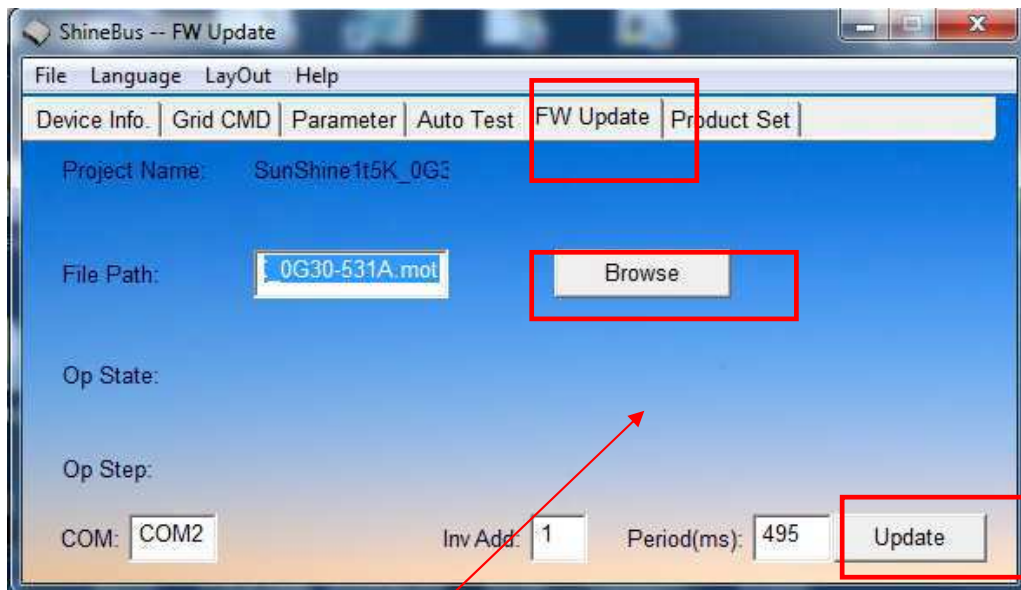 ShineBus -- FW Update
File Language LayOut Help
Device Info. Grid CMD Parameter Auto Test FW Update Product Set
Project Name: SunShine1t5K_0G3
File Path: _0G30-531A.mot Browse
Op State:
Op Step:
COM: COM2 Inv Add: 1 Period(ms): 495 Update